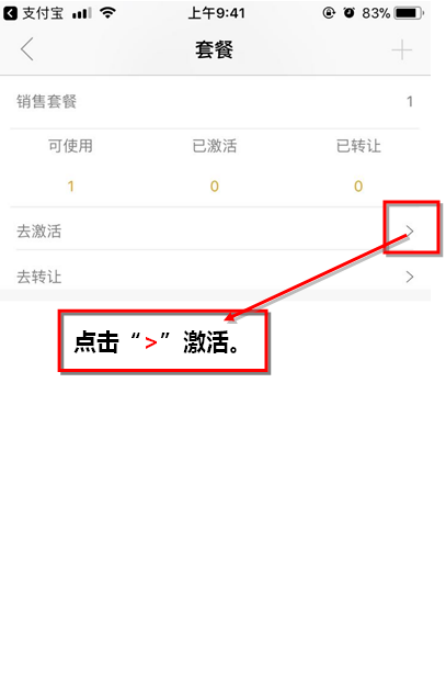 支付宝 上午9:41 83%
套餐
销售套餐 1
可使用 已激活 已转让
1 0 0
去激活 >
去转让 >
点击“>”激活。